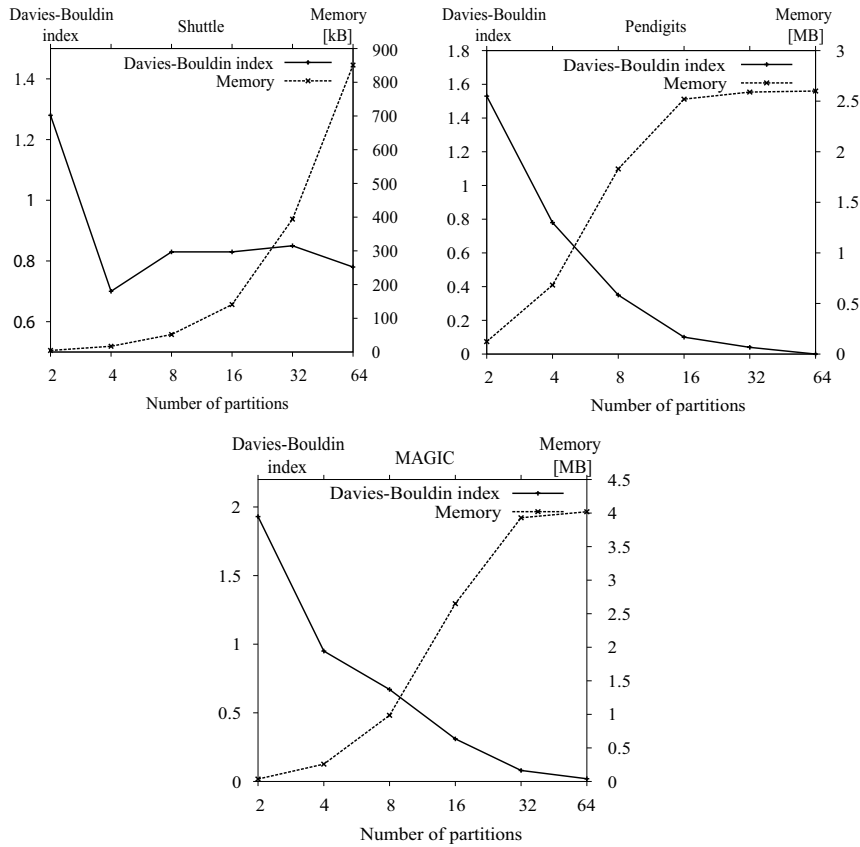 Davies-Bouldin index
Shuttle
Memory [kB]
Davies-Bouldin index
Memory
1.4
1.2
1
0.8
0.6
900
800
700
600
500
400
300
200
100
0
2 4 8 16 32 64
Number of partitions
Davies-Bouldin index
Pendigits
Memory [MB]
Davies-Bouldin index
Memory
1.8
1.6
1.4
1.2
1
0.8
0.6
0.4
0.2
0
3
2.5
2
1.5
1
0.5
0
2 4 8 16 32 64
Number of partitions
Davies-Bouldin index
MAGIC
Memory [MB]
Davies-Bouldin index
Memory
2
1.5
1
0.5
0
4.5
4
3.5
3
2.5
2
1.5
1
0.5
0
2 4 8 16 32 64
Number of partitions